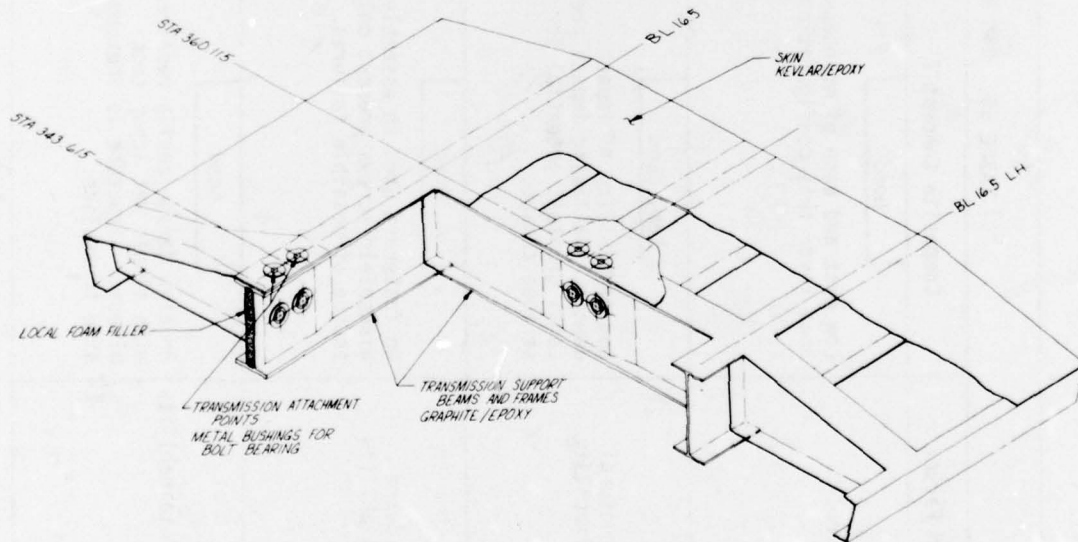 STA 360.115
BL 16.5
SKIN
KEVLAR/EPOXY
STA 343.615
BL 16.5 LH
LOCAL FOAM FILLER
TRANSMISSION ATTACHMENT
POINTS
METAL BUSHINGS FOR
BOLT BEARING
TRANSMISSION SUPPORT
BEAMS AND FRAMES
GRAPHITE/EPOXY